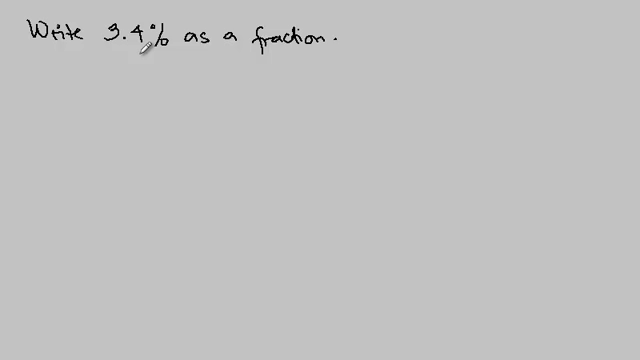 Write 3.4% as a fraction.